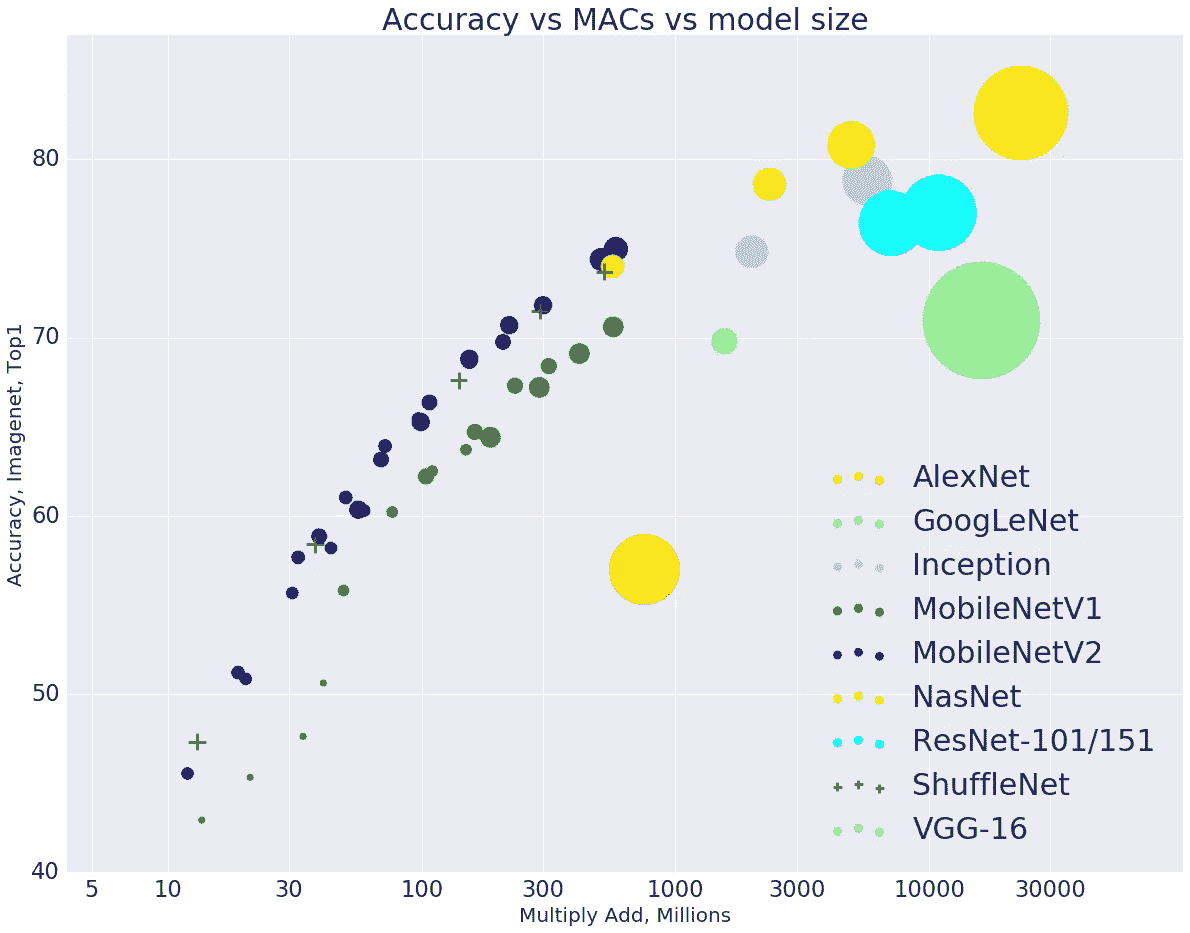 Accuracy vs MACs vs model size
Accuracy, Imagenet, Top1
80
70
60
50
40
AlexNet
GoogLeNet
Inception
MobileNetV1
MobileNetV2
NasNet
ResNet-101/151
ShuffleNet
VGG-16
5 10 30 100 300 1000 3000 10000 30000
Multiply Add, Millions